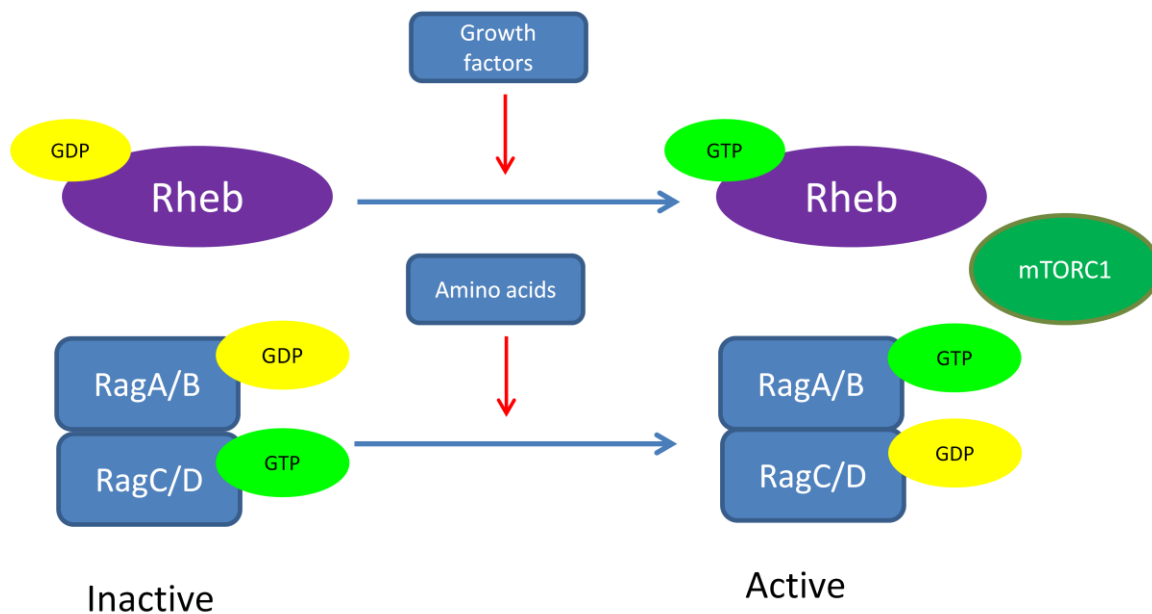 Growth
factors
GDP
Rheb
GTP
Rheb
mTORC1
Amino acids
GDP
RagA/B
GTP
RagC/D
GTP
RagA/B
GDP
RagC/D
Inactive
Active